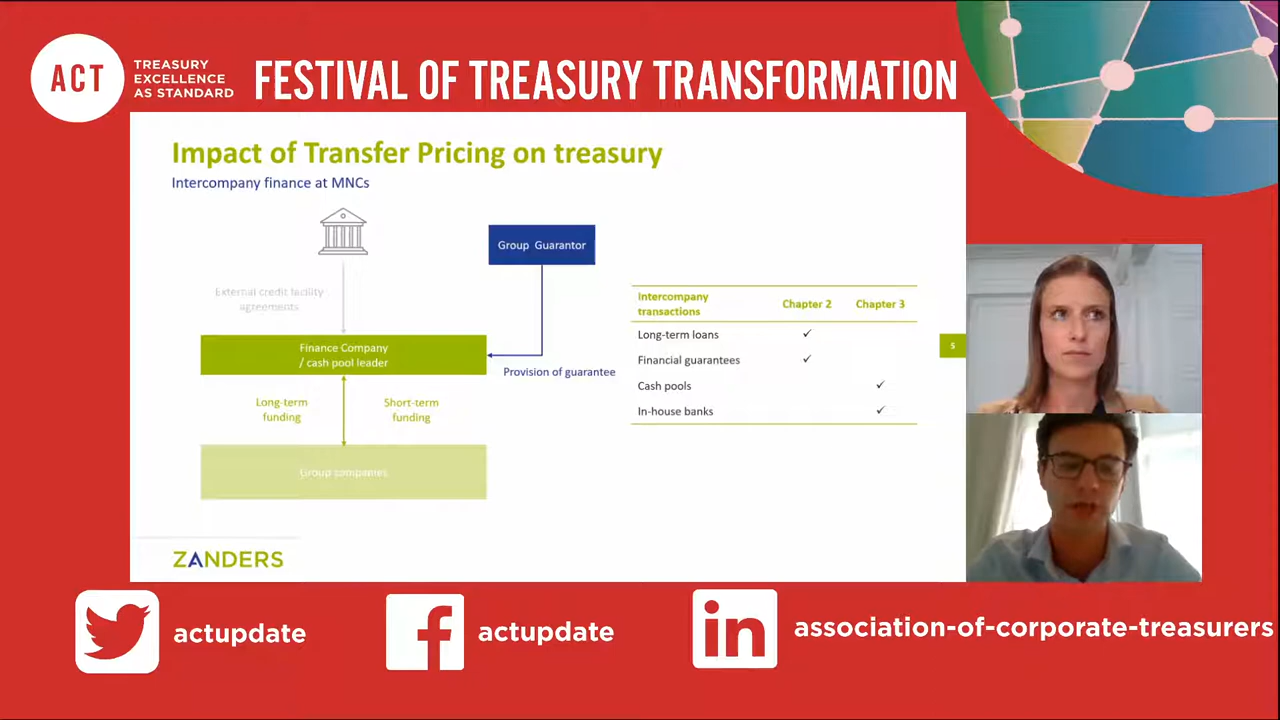 ACT
TREASURY
EXCELLENCE
AS STANDARD
FESTIVAL OF TREASURY TRANSFORMATION
Impact of Transfer Pricing on treasury
Intercompany finance at MNCs
Group Guarantor
External credit facility
agreements
Finance Company
/ cash pool leader
Provision of guarantee
Long-term
funding
Short-term
funding
Group companies
Intercompany
transactions
Chapter 2
Chapter 3
Long-term loans ✓
Financial guarantees ✓
Cash pools ✓
In-house banks ✓
5
ZANDERS
actupdate
actupdate
in
association-of-corporate-treasurers